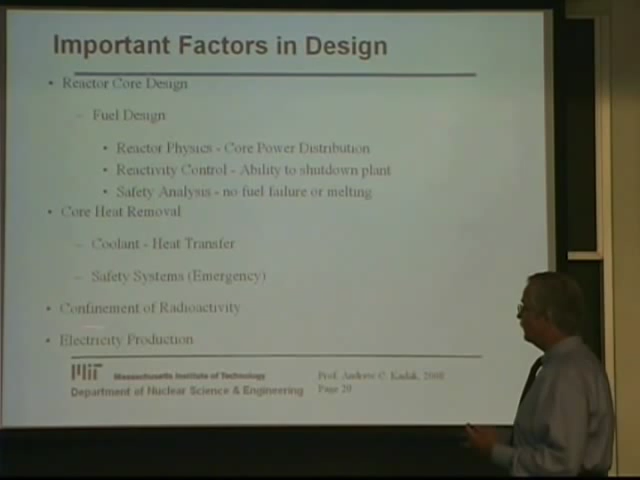 Important Factors in Design
• Reactor Core Design
– Fuel Design
• Reactor Physics - Core Power Distribution
• Reactivity Control - Ability to shutdown plant
• Safety Analysis - no fuel failure or melting
• Core Heat Removal
– Coolant - Heat Transfer
– Safety Systems (Emergency)
• Confinement of Radioactivity
• Electricity Production
MIT Massachusetts Institute of Technology
Department of Nuclear Science & Engineering
Prof. Andrew C. Kadak, 2008
Page 20